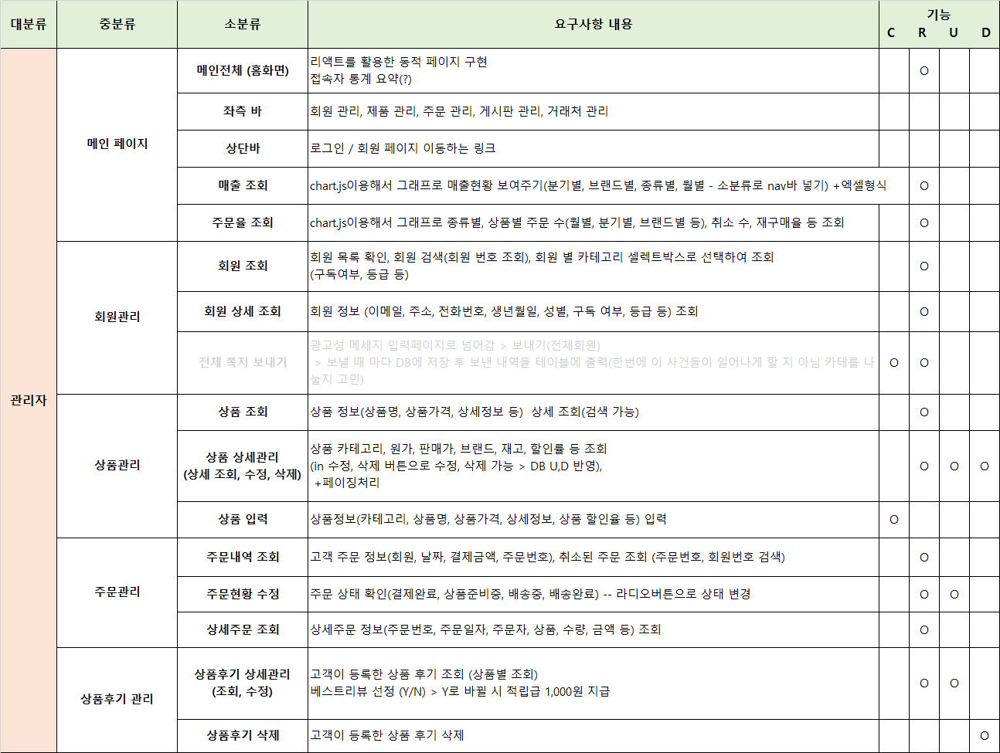 대분류 중분류 소분류 요구사항 내용 기능
C R U D
관리자
메인 페이지
메인전체 (홈화면)
리액트를 활용한 동적 페이지 구현
접속자 통계 요약(?)
O
좌측 바
회원 관리, 제품 관리, 주문 관리, 게시판 관리, 거래처 관리
상단바
로그인 / 회원 페이지 이동하는 링크
매출 조회
chart.js이용해서 그래프로 매출현황 보여주기(분기별, 브랜드별, 종류별, 월별 - 소분류로 nav바 넣기) +엑셀형식
O
주문율 조회
chart.js이용해서 그래프로 종류별, 상품별 주문 수(월별, 분기별, 브랜드별 등), 취소 수, 재구매율 등 조회
O
회원관리
회원 조회
회원 목록 확인, 회원 검색(회원 번호 조회), 회원 별 카테고리 셀렉트박스로 선택하여 조회
(구독여부, 등급 등)
O
회원 상세 조회
회원 정보 (이메일, 주소, 전화번호, 생년월일, 성별, 구독 여부, 등급 등) 조회
O
전체 쪽지 보내기
광고성 메세지 입력페이지로 넘어감 > 보내기(전체회원)
> 보낼 때 마다 DB에 저장 후 보낸 내역들 테이블에 출력(한번에 이 사건들이 일어나게 할 지 아님 카테를 나
눌지 고민)
O O
상품관리
상품 조회
상품 정보(상품명, 상품가격, 상세정보 등) 상세 조회(검색 가능)
O
상품 상세관리
(상세 조회, 수정, 삭제)
상품 카테고리, 원가, 판매가, 브랜드, 재고, 할인률 등 조회
(in 수정, 삭제 버튼으로 수정, 삭제 가능 > DB U,D 반영),
+페이징처리
O O O
상품 입력
상품정보(카테고리, 상품명, 상품가격, 상세정보, 상품 할인율 등) 입력
O
주문관리
주문내역 조회
고객 주문 정보(회원, 날짜, 결제금액, 주문번호), 취소된 주문 조회 (주문번호, 회원번호 검색)
O
주문현황 수정
주문 상태 확인(결제완료, 상품준비중, 배송중, 배송완료) -- 라디오버튼으로 상태 변경
O O
상세주문 조회
상세주문 정보(주문번호, 주문일자, 주문자, 상품, 수량, 금액 등) 조회
O
상품후기 관리
상품후기 상세관리
(조회, 수정)
고객이 등록한 상품 후기 조회 (상품별 조회)
베스트리뷰 선정 (Y/N) > Y로 바뀔 시 적립급 1,000원 지급
O O
상품후기 삭제
고객이 등록한 상품 후기 삭제
O